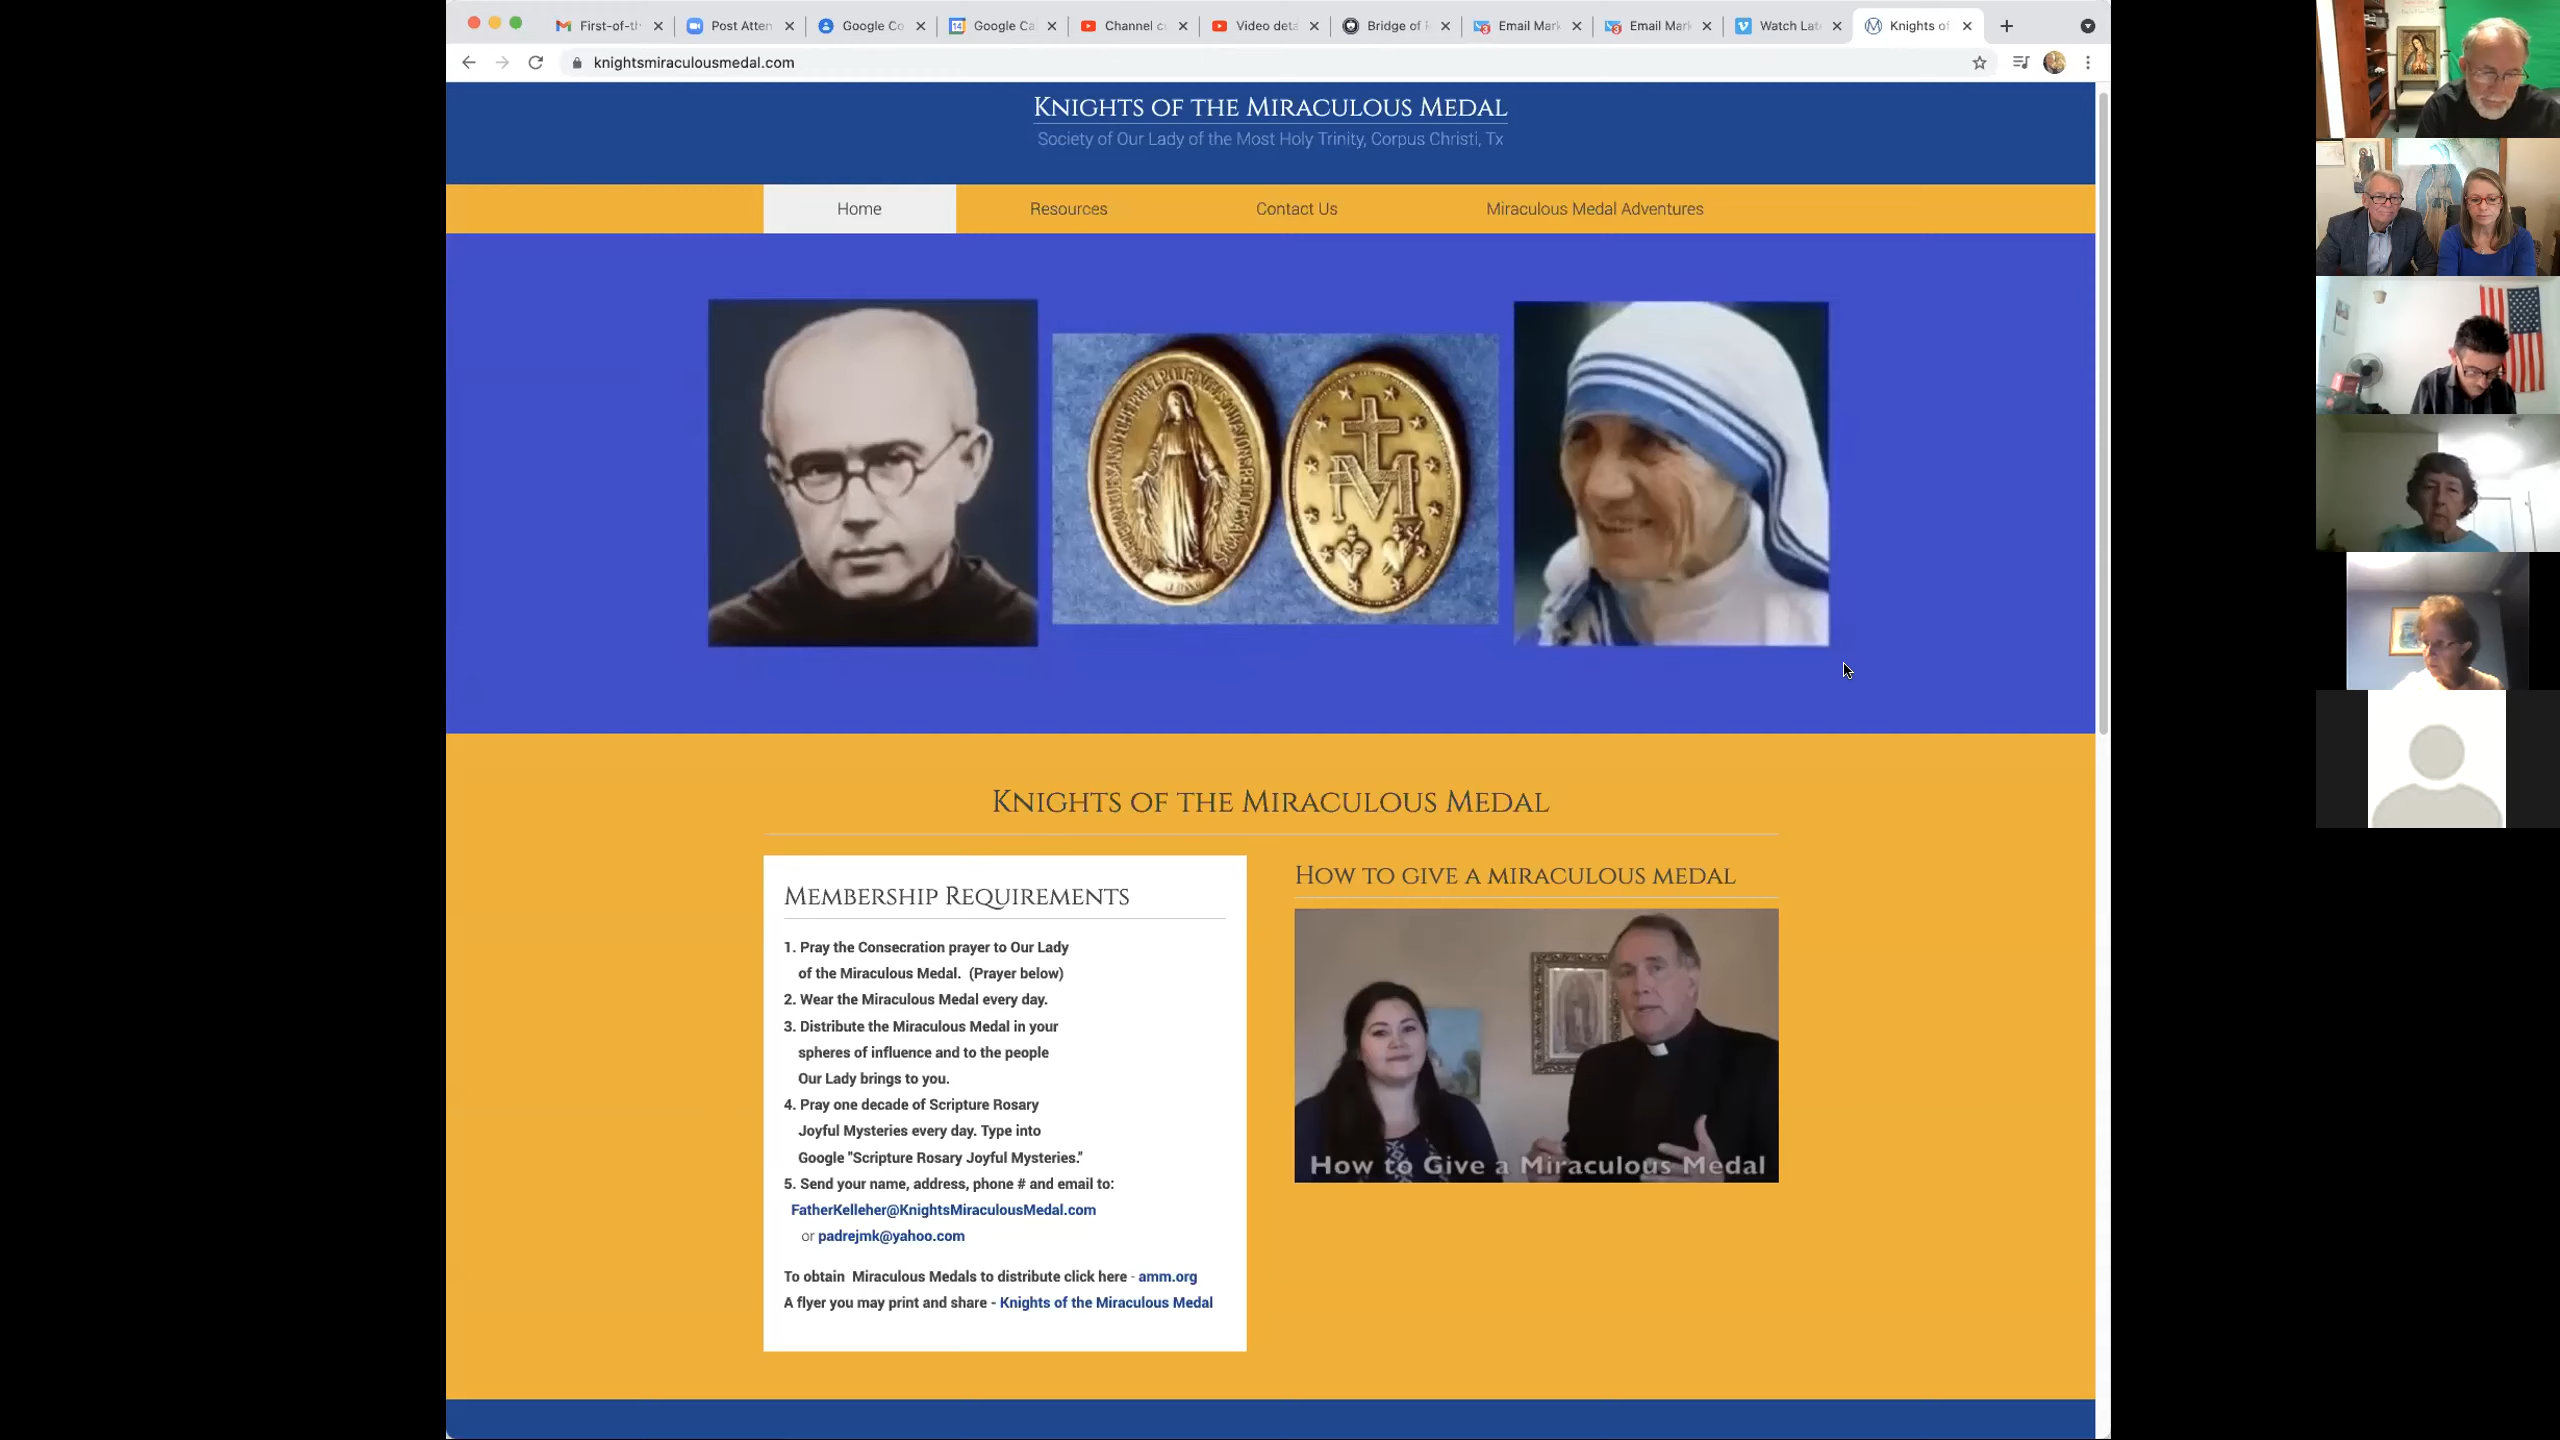 First-of-th
Post Atten
Google Co
Google Ca
Channel c
Video deta
Bridge of
Email Mark
Email Mark
Watch Lat
Knights of
knightsmiraculousmedal.com
Knights of the Miraculous Medal
Society of Our Lady of the Most Holy Trinity, Corpus Christi, Tx
Home
Resources
Contact Us
Miraculous Medal Adventures
Knights of the Miraculous Medal
Membership Requirements
1. Pray the Consecration prayer to Our Lady
of the Miraculous Medal. (Prayer below)
2. Wear the Miraculous Medal every day.
3. Distribute the Miraculous Medal in your
spheres of influence and to the people
Our Lady brings to you.
4. Pray one decade of Scripture Rosary
Joyful Mysteries every day. Type into
Google "Scripture Rosary Joyful Mysteries."
5. Send your name, address, phone # and email to:
FatherKelleher@KnightsMiraculousMedal.com
or padrejmk@yahoo.com
To obtain Miraculous Medals to distribute click here - amm.org
A flyer you may print and share - Knights of the Miraculous Medal
How to give a miraculous medal
How to Give a Miraculous Medal